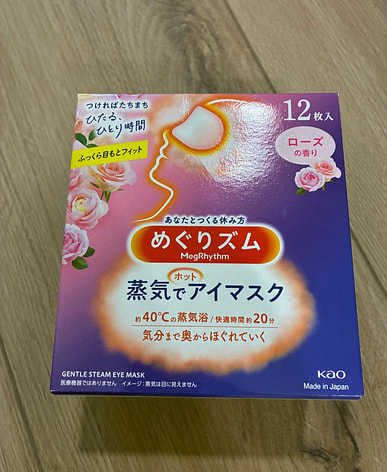 つければたちまち
ひたる、
ひとり時間
ふっくら目もとフィット
12枚入
ローズ
の香り
あなたとつくる休み方
めぐりズム
MegRhythm
ホット
蒸気でアイマスク
約40℃の蒸気浴/快適時間約20分
気分まで奥からほぐれていく
GENTLE STEAM EYE MASK
医療機器ではありません イメージ:蒸気は目に見えません
Kao
Made in Japan